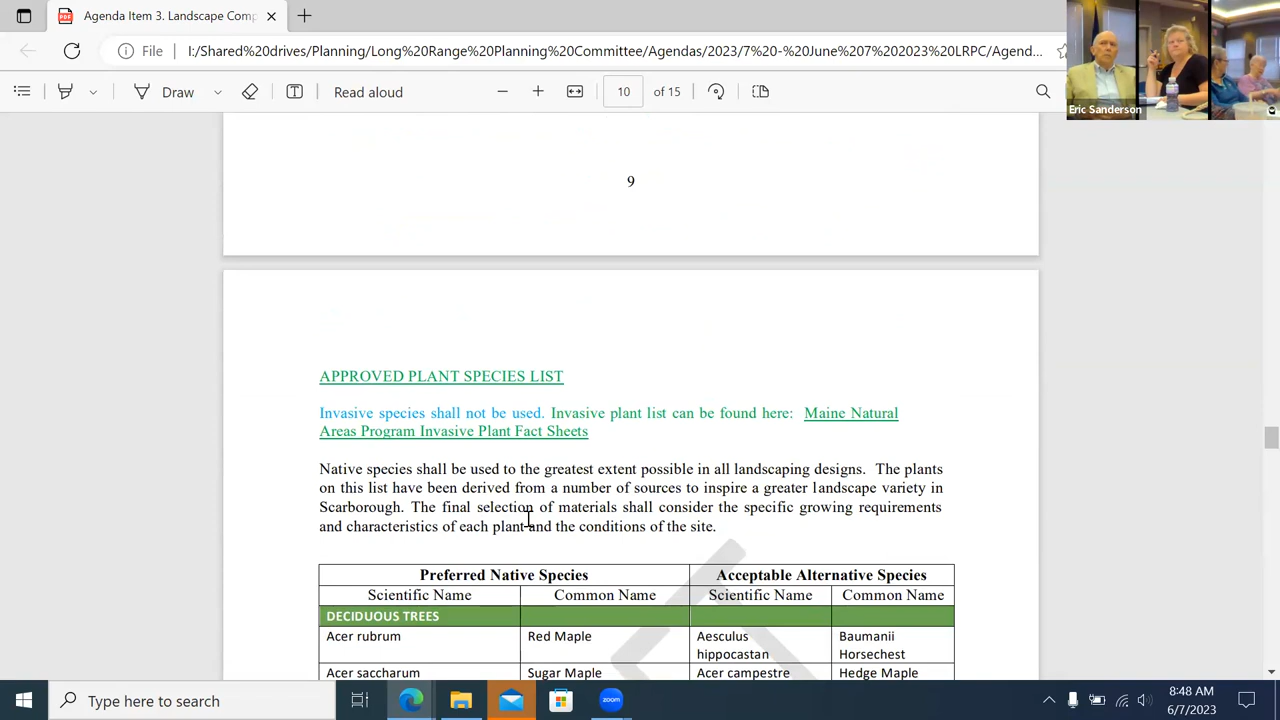 Agenda Item 3. Landscape Comp
File
I:/Shared%20drives/Planning/Long%20Range%20Planning%20Committee/Agendas/2023/7%20-%20June%207%202023%20LRPC/Agend...
Draw
Read aloud
10
of 15
Eric Sanderson
9
APPROVED PLANT SPECIES LIST
Invasive species shall not be used. Invasive plant list can be found here: Maine Natural
Areas Program Invasive Plant Fact Sheets
Native species shall be used to the greatest extent possible in all landscaping designs. The plants
on this list have been derived from a number of sources to inspire a greater landscape variety in
Scarborough. The final selection of materials shall consider the specific growing requirements
and characteristics of each plant and the conditions of the site.
Preferred Native Species Acceptable Alternative Species
Scientific Name Common Name Scientific Name Common Name
DECIDUOUS TREES
Acer rubrum Red Maple Aesculus Baumanii
hippocastan Horsechest
Acer saccharum Sugar Maple Acer campestre Hedge Maple
Type here to search
zoom
8:48 AM
6/7/2023